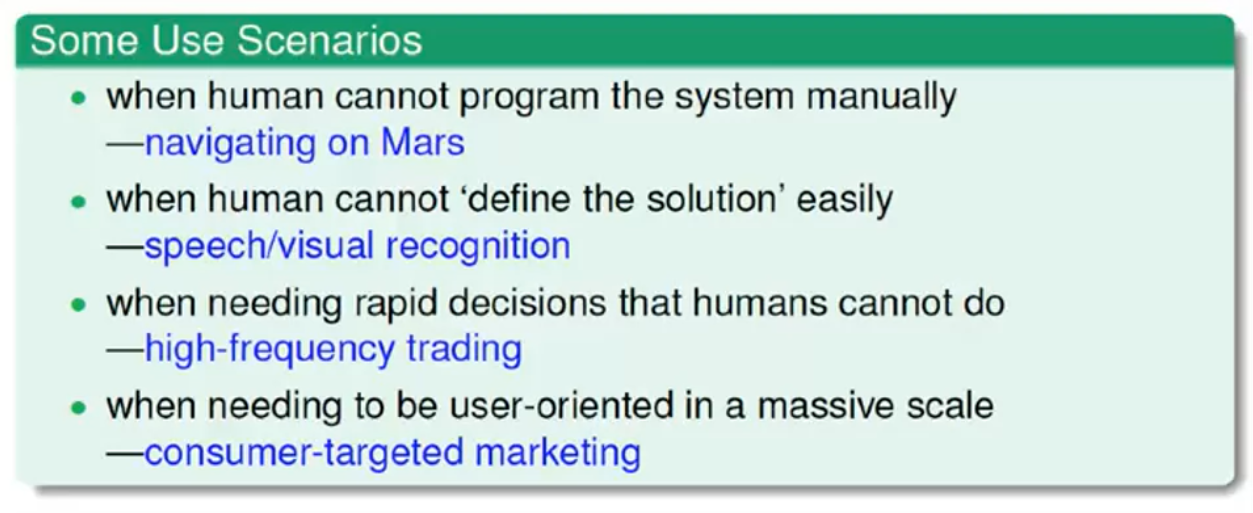 Some Use Scenarios
• when human cannot program the system manually
—navigating on Mars
• when human cannot ‘define the solution’ easily
—speech/visual recognition
• when needing rapid decisions that humans cannot do
—high-frequency trading
• when needing to be user-oriented in a massive scale
—consumer-targeted marketing